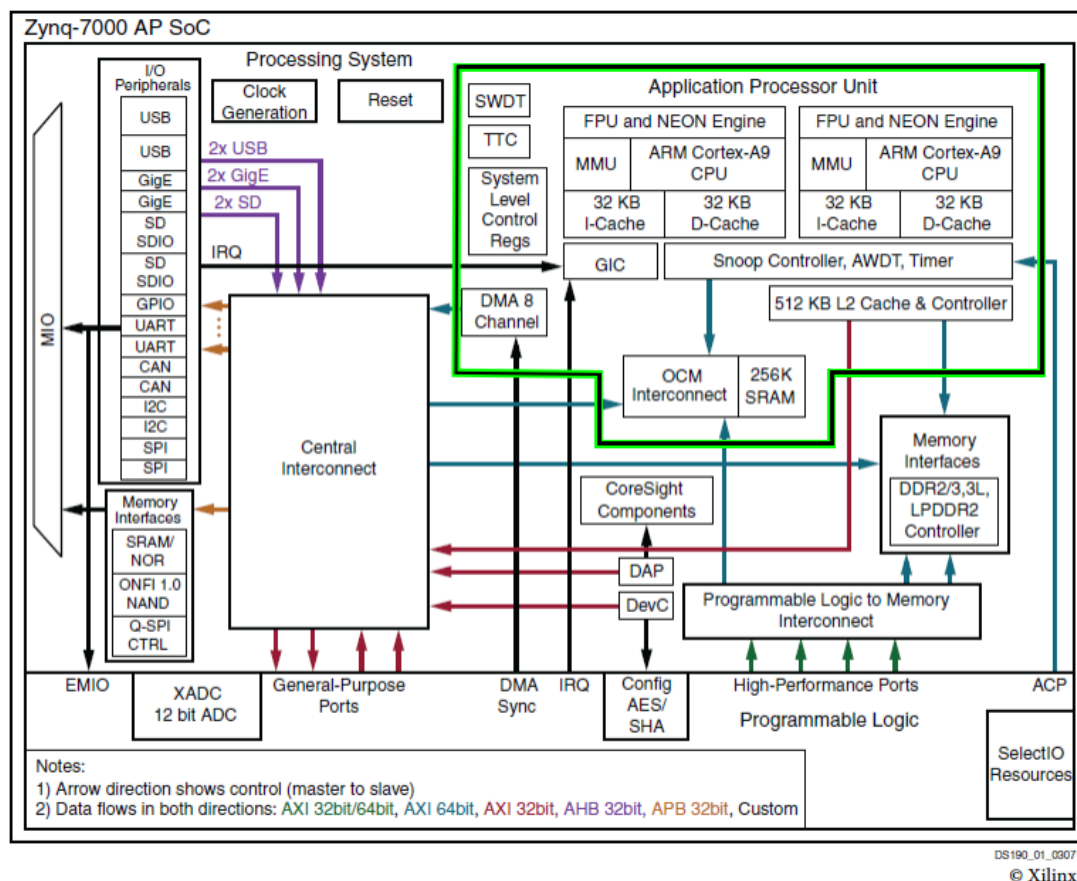 Zynq-7000 AP SoC
Processing System
I/O
Peripherals
USB
USB
GigE
GigE
SD
SDIO
SD
SDIO
GPIO
UART
UART
CAN
CAN
I2C
I2C
SPI
SPI
MIO
Clock
Generation
Reset
2x USB
2x GigE
2x SD
IRQ
SWDT
TTC
System
Level
Control
Regs
Application Processor Unit
FPU and NEON Engine
MMU
ARM Cortex-A9
CPU
32 KB
I-Cache
32 KB
D-Cache
FPU and NEON Engine
MMU
ARM Cortex-A9
CPU
32 KB
I-Cache
32 KB
D-Cache
GIC
Snoop Controller, AWDT, Timer
DMA 8
Channel
512 KB L2 Cache & Controller
OCM
Interconnect
256K
SRAM
Central
Interconnect
Memory
Interfaces
DDR2/3,3L,
LPDDR2
Controller
CoreSight
Components
DAP
DevC
Programmable Logic to Memory
Interconnect
Memory
Interfaces
SRAM/
NOR
ONFI 1.0
NAND
Q-SPI
CTRL
EMIO
XADC
12 bit ADC
General-Purpose
Ports
DMA
Sync
IRQ
Config
AES/
SHA
High-Performance Ports
ACP
Programmable Logic
SelectIO
Resources
Notes:
1) Arrow direction shows control (master to slave)
2) Data flows in both directions: AXI 32bit/64bit, AXI 64bit, AXI 32bit, AHB 32bit, APB 32bit, Custom
DS190_01_0307
© Xilinx